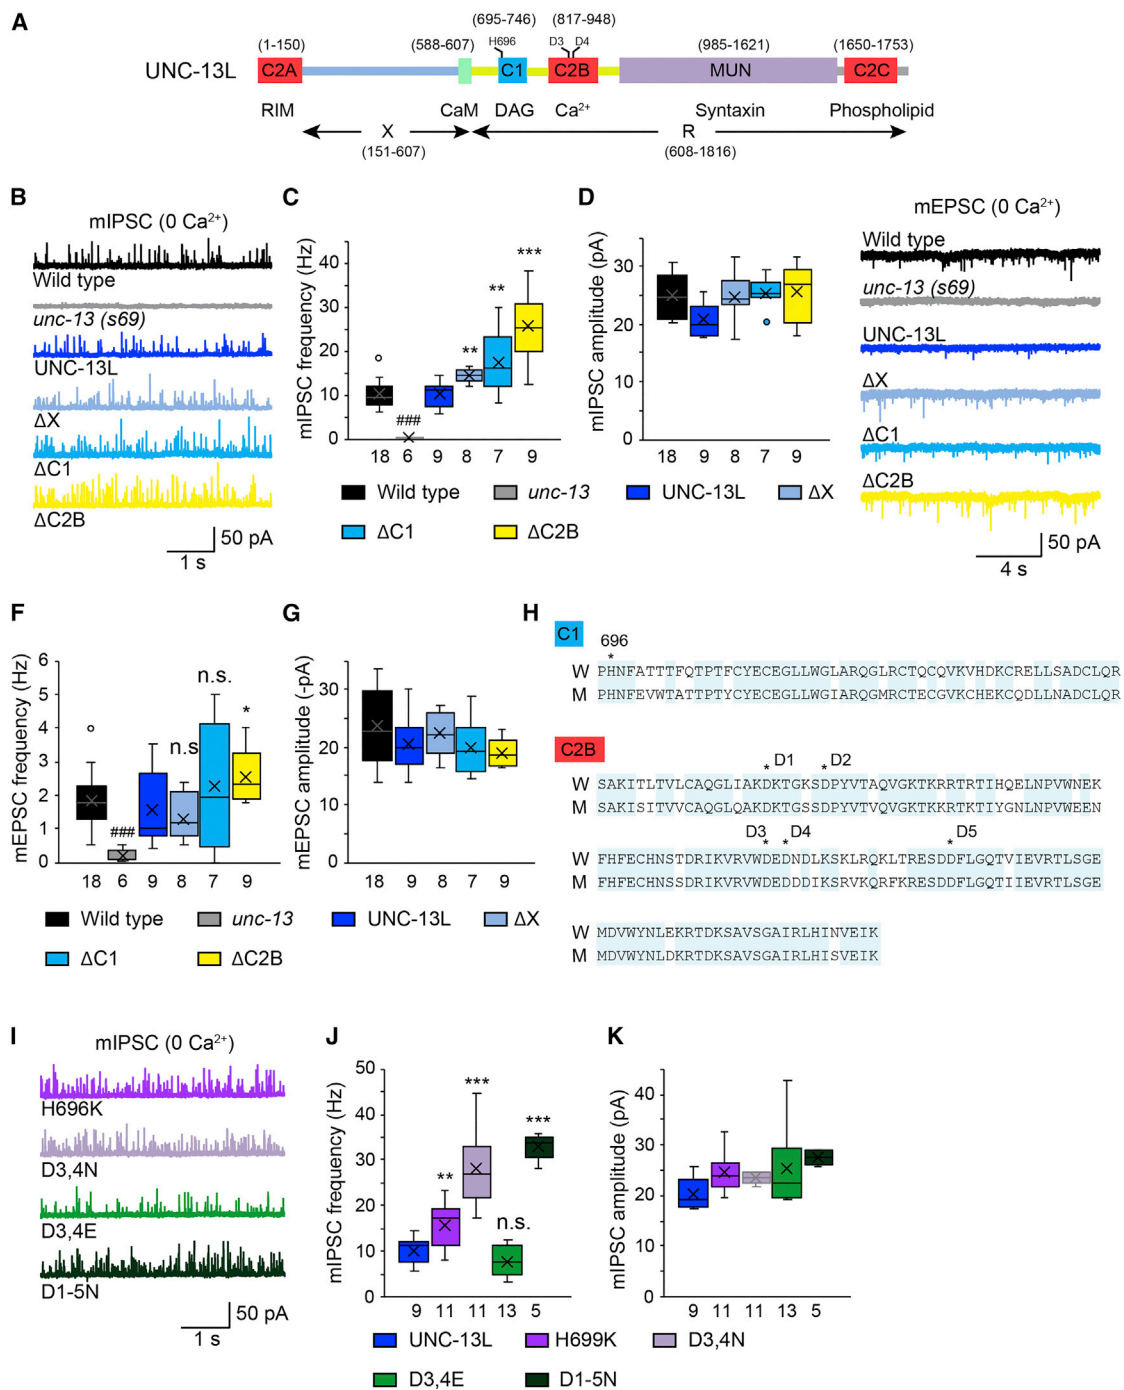 A
(695-746) (817-948)
(1-150) (588-607) H696 D3 D4 (985-1621) (1650-1753)
UNC-13L C2A C1 C2B MUN C2C
RIM CaM DAG Ca²⁺ Syntaxin Phospholipid
X R
(151-607) (608-1816)
B
mIPSC (0 Ca²⁺)
Wild type
unc-13 (s69)
UNC-13L
ΔX
ΔC1
ΔC2B
50 pA
1 s
C
mIPSC frequency (Hz)
40
30
20
10
0
###
**
**
***
18 6 9 8 7 9
D
mIPSC amplitude (pA)
30
20
10
0
18 9 8 7 9
Wild type unc-13 UNC-13L ΔX
ΔC1 ΔC2B
mEPSC (0 Ca²⁺)
Wild type
unc-13 (s69)
UNC-13L
ΔX
ΔC1
ΔC2B
50 pA
4 s
F
mEPSC frequency (Hz)
6
5
4
3
2
1
0
###
n.s
n.s.
*
18 6 9 8 7 9
G
mEPSC amplitude (-pA)
30
20
10
0
18 9 8 7 9
Wild type unc-13 UNC-13L ΔX
ΔC1 ΔC2B
H
C1
696
*
W PHNFATTTFQTPTFCYECEGLLWGLARQGLRCTQCQVKVHDKCRELLSADCLQR
M PHNFEVWTATTPTYCYECEGLLWGIARQGMRCTECGVKCHEKCQDLLNADCLQR
C2B
* D1 * D2
W SAKITLTVLCAQGLIAKDKTGKSDPYVTAQVGKTKRRTRTIHQELNPVWNEK
M SAKISITVVCAQGLQAKDKTGSSDPYVTVQVGKTKKRTKTIYGNLNPVWEEN
D3 * * D4 * D5
W FHFECHNSTDRIKVRVWDEDNDLKSKLRQKLTRESDDFLGQTVIEVRTLSGE
M FHFECHNSSDRIKVRVWDEDDDIKSRVKQRFKRESDDFLGQTIIEVRTLSGE
W MDVWYNLEKRTDKSAVSGAIRLHINVEIK
M MDVWYNLDKRTDKSAVSGAIRLHISVEIK
I
mIPSC (0 Ca²⁺)
H696K
D3,4N
D3,4E
D1-5N
50 pA
1 s
J
mIPSC frequency (Hz)
50
40
30
20
10
0
**
***
n.s.
***
9 11 11 13 5
K
mIPSC amplitude (pA)
40
30
20
10
0
9 11 11 13 5
UNC-13L H699K D3,4N
D3,4E D1-5N